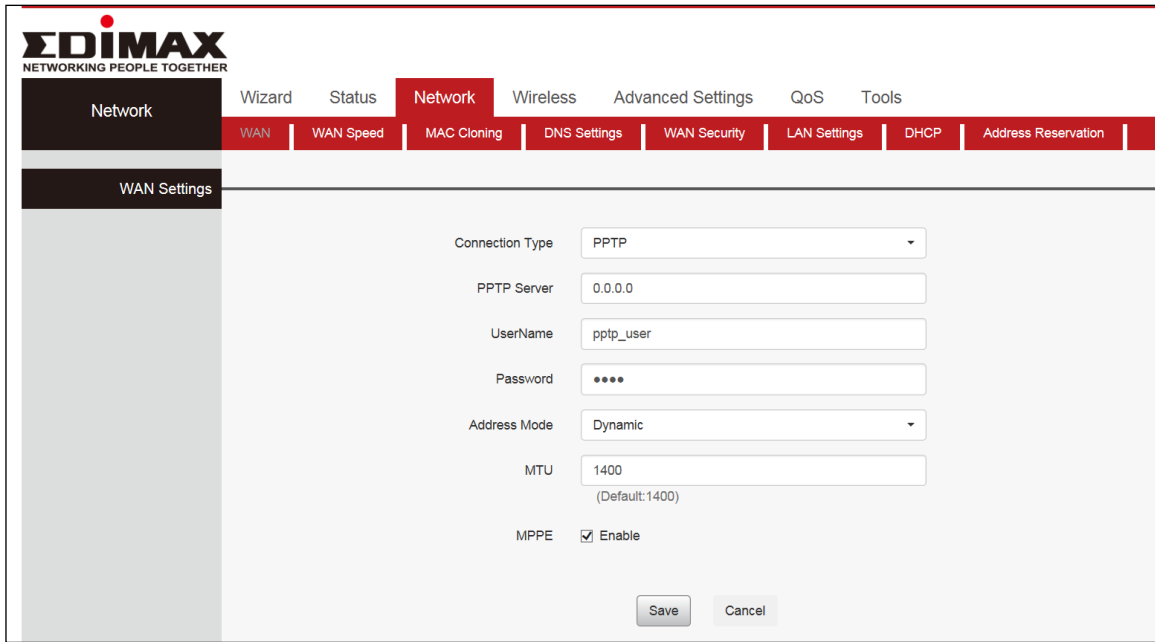 EDIMAX
NETWORKING PEOPLE TOGETHER
Network
Wizard Status Network Wireless Advanced Settings QoS Tools
WAN WAN Speed MAC Cloning DNS Settings WAN Security LAN Settings DHCP Address Reservation
WAN Settings
Connection Type PPTP
PPTP Server 0.0.0.0
UserName pptp_user
Password ••••
Address Mode Dynamic
MTU 1400
(Default:1400)
MPPE Enable
Save Cancel